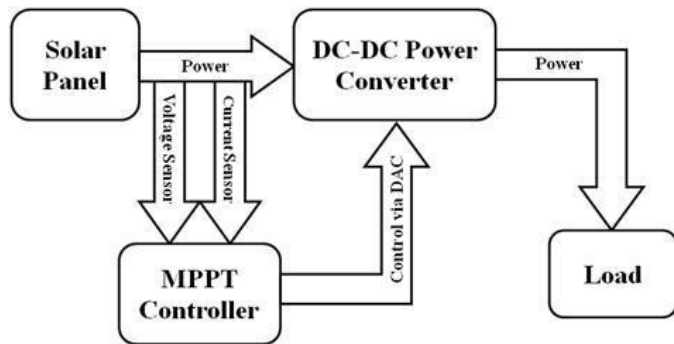 Solar
Panel
Power
DC-DC Power
Converter
Power
Voltage Sensor
Current Sensor
Control via DAC
MPPT
Controller
Load